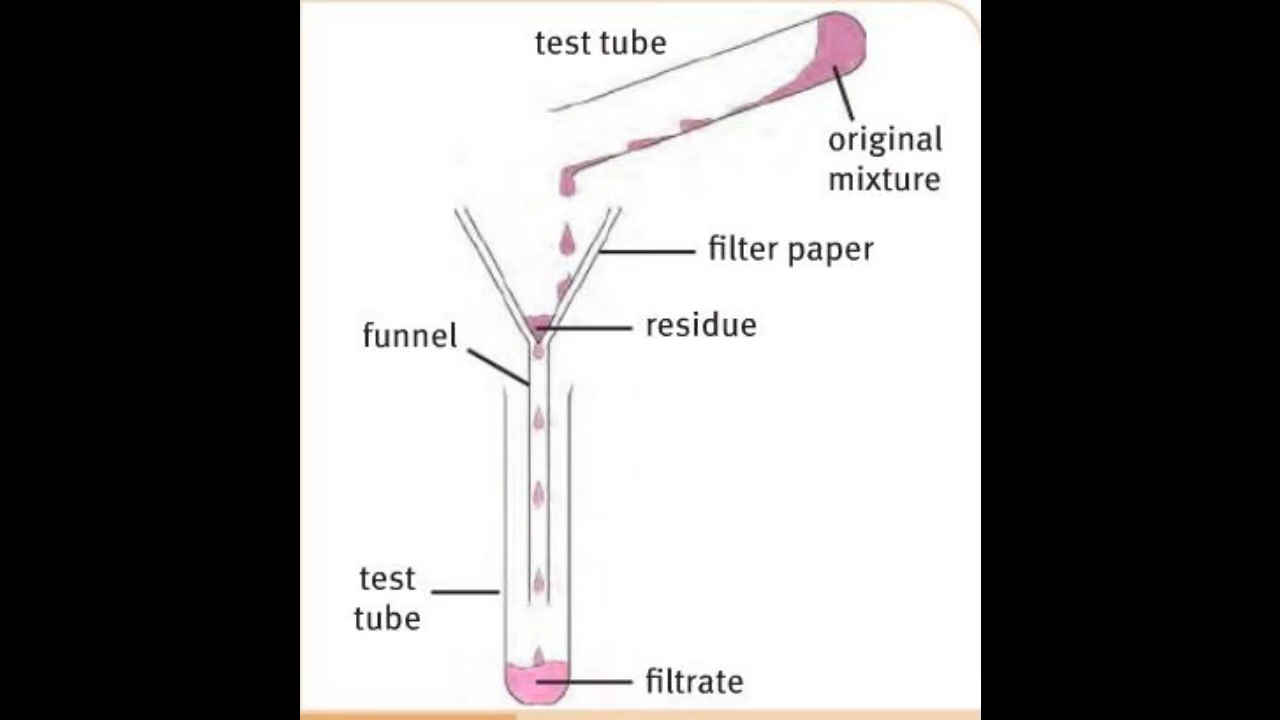 test tube
original
mixture
filter paper
residue
funnel
test
tube
filtrate